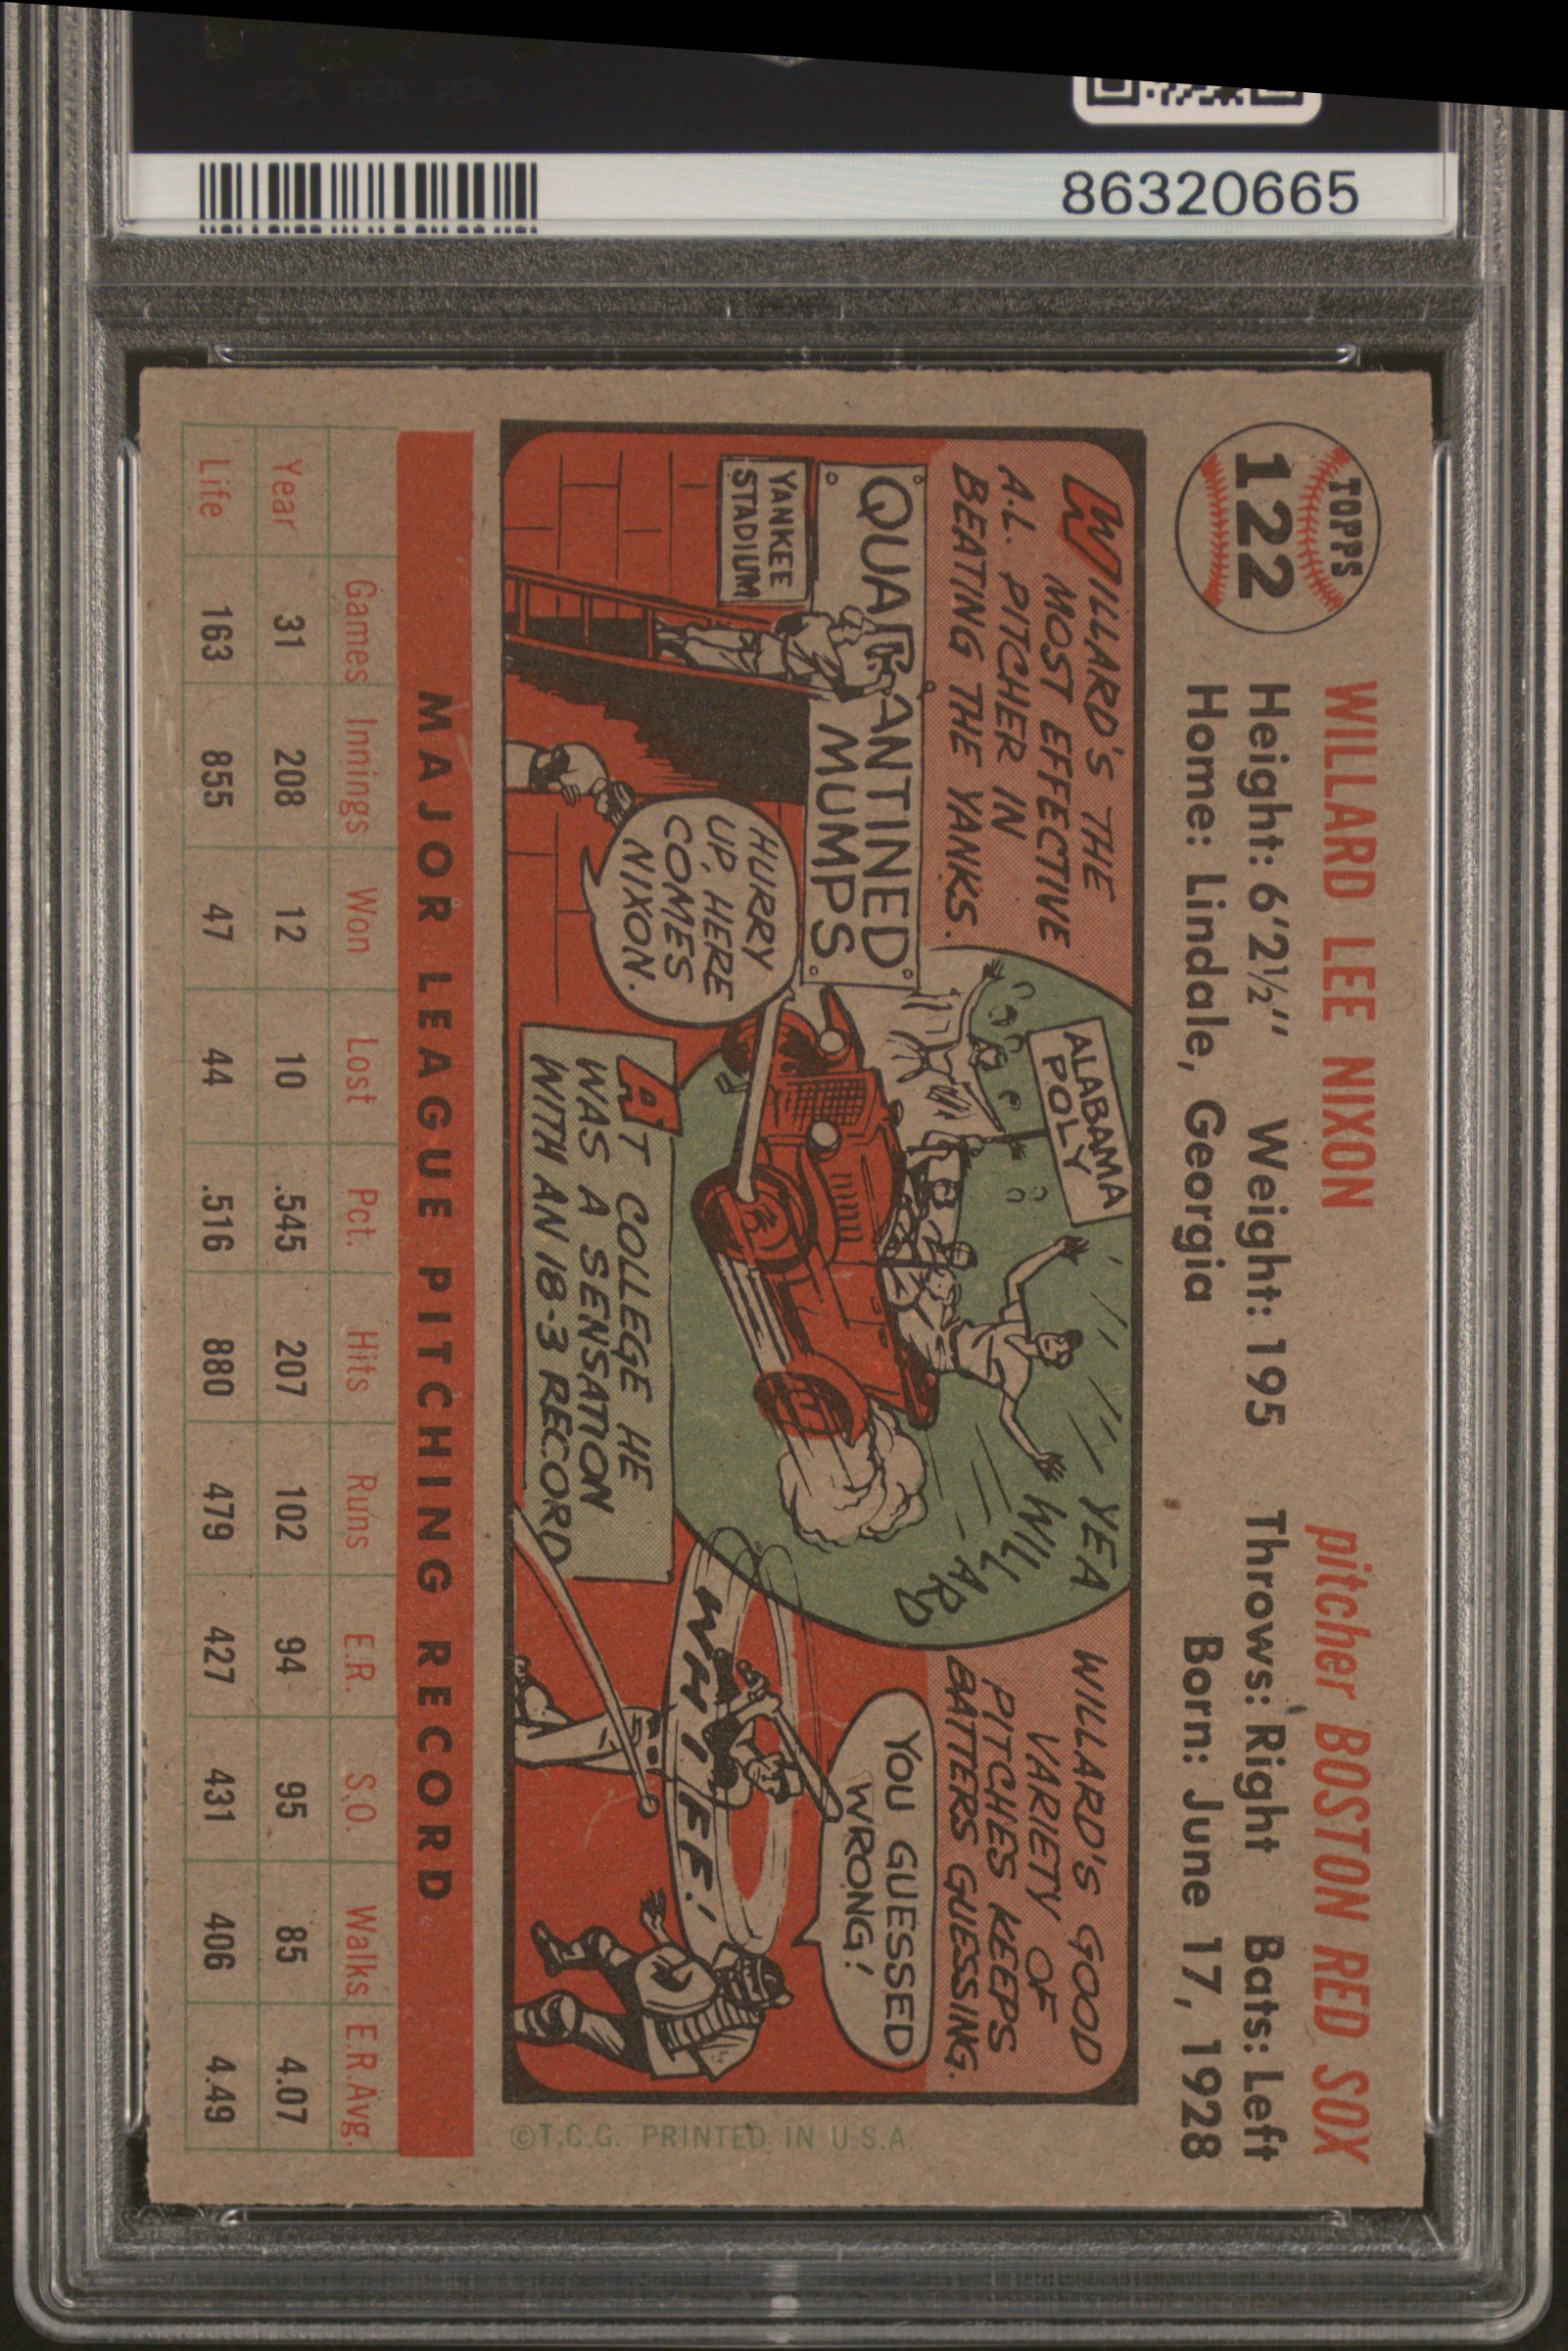 86320665
TOPPS
122
WILLARD LEE NIXON
pitcher BOSTON RED SOX
Height: 6'2½" Weight: 195 Throws: Right Bats: Left
Home: Lindale, Georgia Born: June 17, 1928
WILLARD'S THE
MOST EFFECTIVE
A.L. PITCHER IN
BEATING THE YANKS.
QUARANTINED
MUMPS
YANKEE
STADIUM
HURRY
UP, HERE
COMES
NIXON.
ALABAMA
POLY
YEA
WILLARD
AT COLLEGE HE
WAS A SENSATION
WITH AN 18-3 RECORD
WILLARD'S GOOD
VARIETY OF
PITCHES KEEPS
BATTERS GUESSING.
YOU GUESSED
WRONG!
WHIFF!
©T.C.G. PRINTED IN U.S.A.
MAJOR LEAGUE PITCHING RECORD
Games Innings Won Lost Pct. Hits Runs E.R. S.O. Walks E.R.Avg.
Year 31 208 12 10 .545 207 102 94 95 85 4.07
Life 163 855 47 44 .516 880 479 427 431 406 4.49